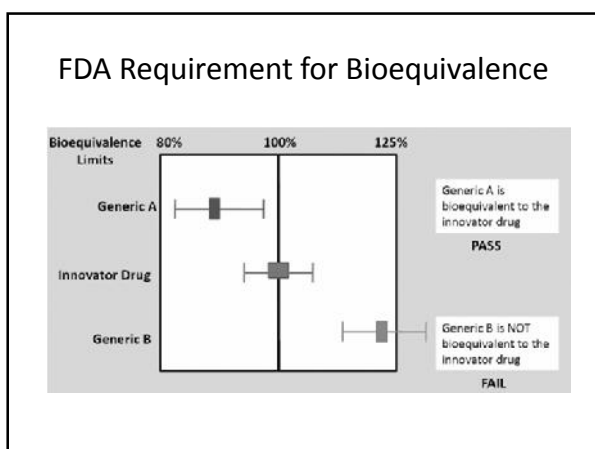 FDA Requirement for Bioequivalence
Bioequivalence 80% 100% 125%
Limits
Generic A
Generic A is
bioequivalent to the
innovator drug
PASS
Innovator Drug
Generic B
Generic B is NOT
bioequivalent to the
innovator drug
FAIL